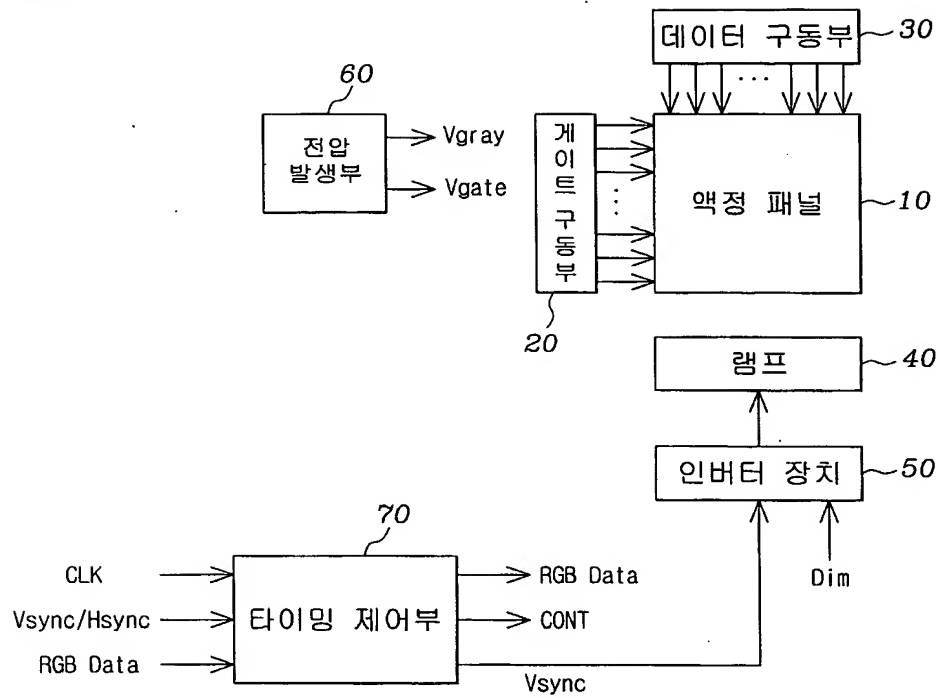 데이터 구동부
30
60
전압
발생부
Vgray
Vgate
게이트 구동부
20
액정 패널
10
램프
40
인버터 장치
50
70
CLK
Vsync/Hsync
RGB Data
타이밍 제어부
RGB Data
CONT
Vsync
Dim